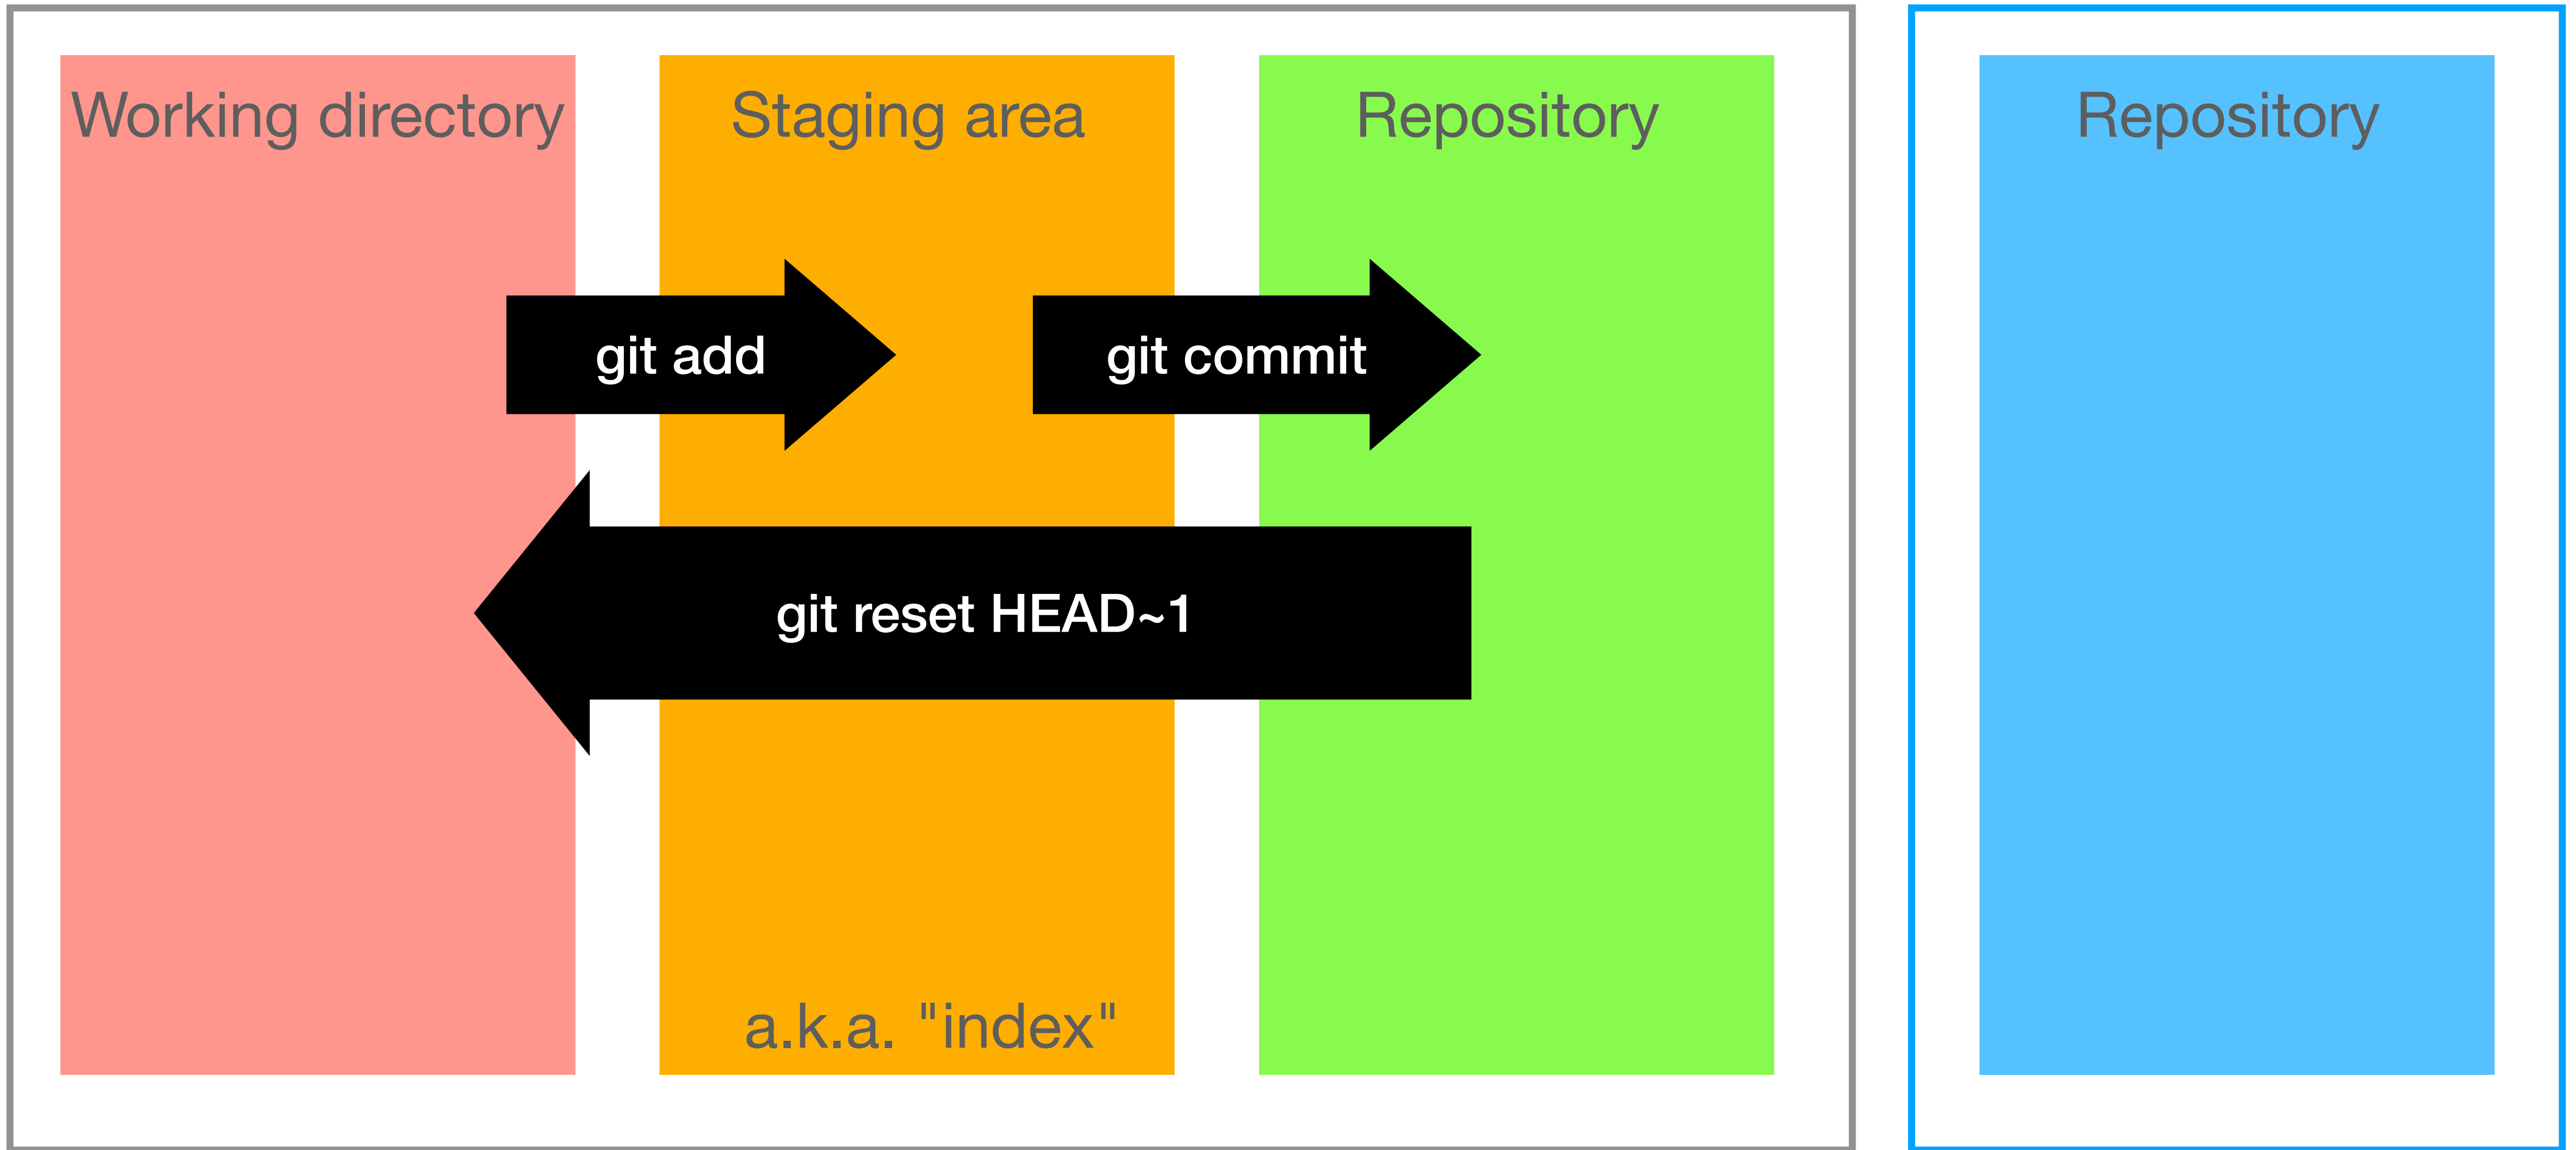 Working directory
Staging area
Repository
Repository
git add
git commit
git reset HEAD~1
a.k.a. "index"